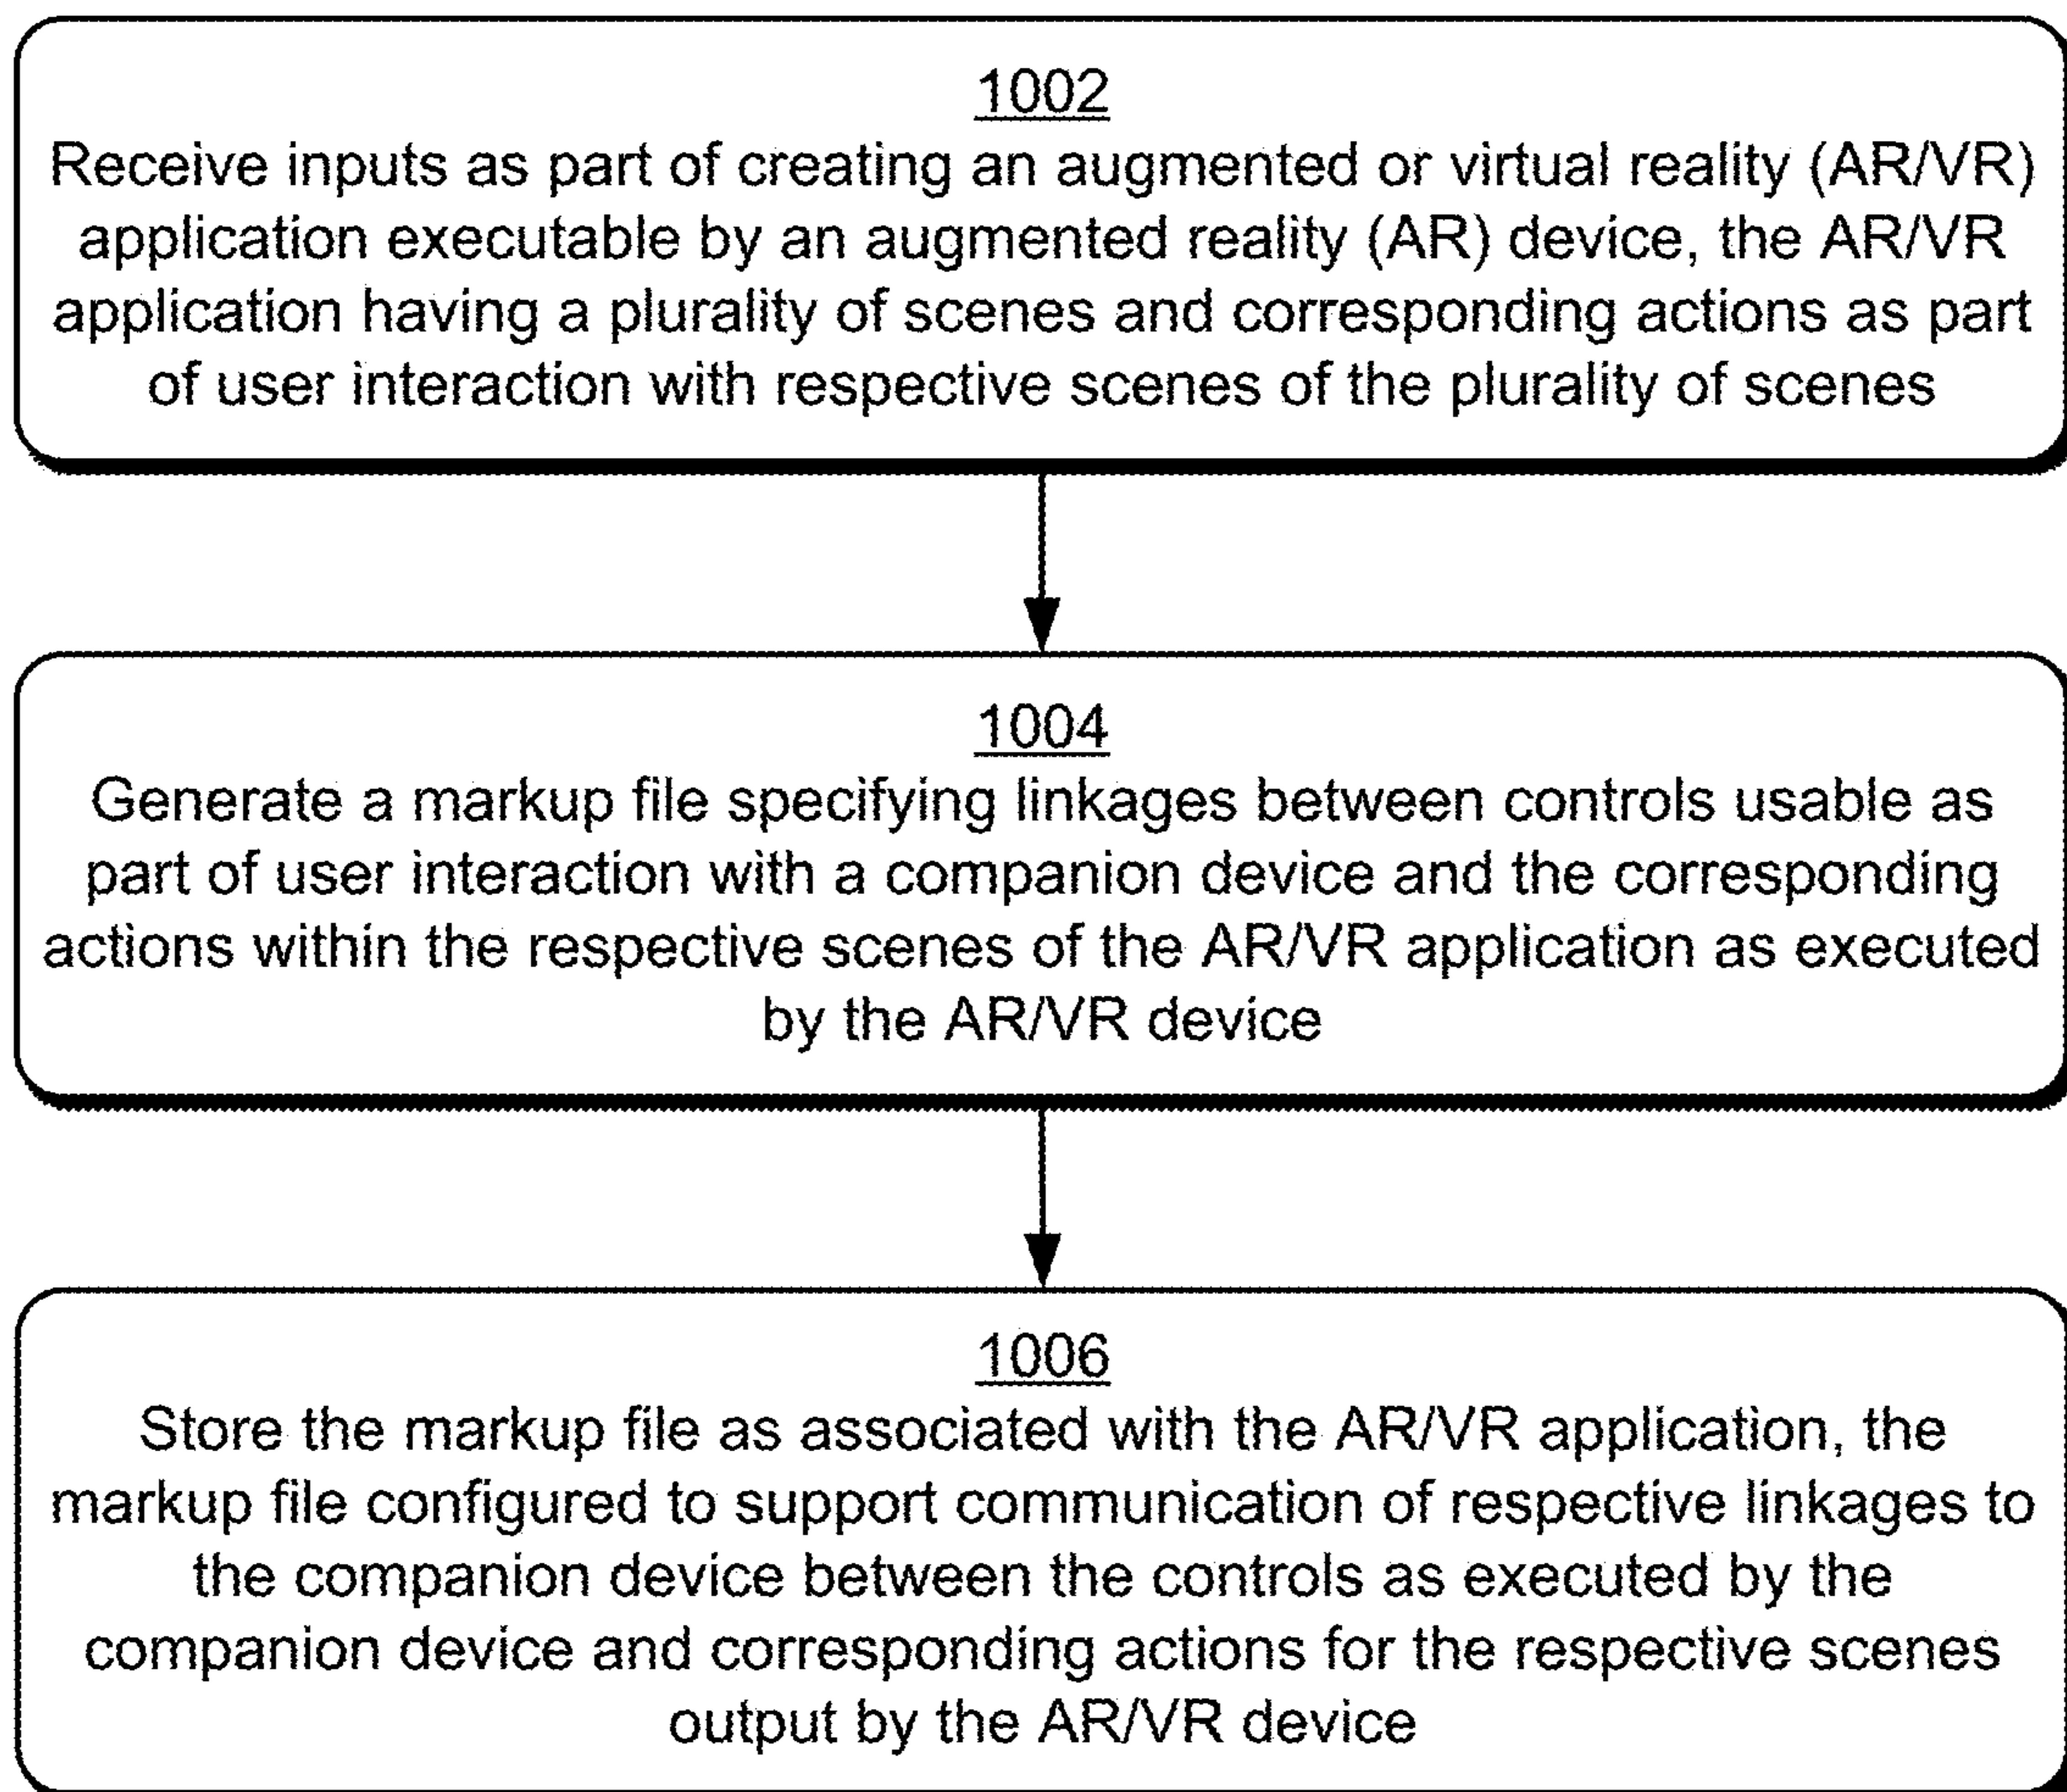 1002
Receive inputs as part of creating an augmented or virtual reality (AR/VR)
application executable by an augmented reality (AR) device, the AR/VR
application having a plurality of scenes and corresponding actions as part
of user interaction with respective scenes of the plurality of scenes
1004
Generate a markup file specifying linkages between controls usable as
part of user interaction with a companion device and the corresponding
actions within the respective scenes of the AR/VR application as executed
by the AR/VR device
1006
Store the markup file as associated with the AR/VR application, the
markup file configured to support communication of respective linkages to
the companion device between the controls as executed by the
companion device and corresponding actions for the respective scenes
output by the AR/VR device